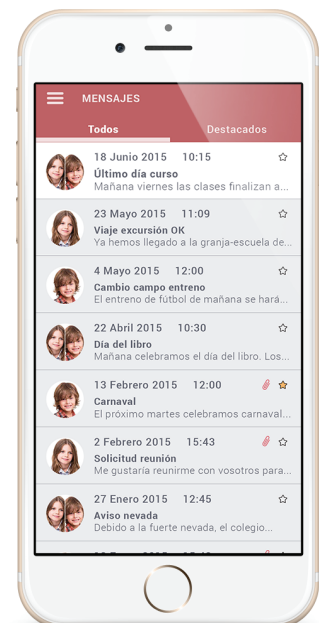 MENSAJES
Todos Destacados
18 Junio 2015 10:15
Último día curso
Mañana viernes las clases finalizan a...
23 Mayo 2015 11:09
Viaje excursión OK
Ya hemos llegado a la granja-escuela de...
4 Mayo 2015 12:00
Cambio campo entreno
El entreno de fútbol de mañana se hará...
22 Abril 2015 10:30
Día del libro
Mañana celebramos el día del libro. Los...
13 Febrero 2015 12:00
Carnaval
El próximo martes celebramos carnaval...
2 Febrero 2015 15:43
Solicitud reunión
Me gustaría reunirme con vosotros para...
27 Enero 2015 12:45
Aviso nevada
Debido a la fuerte nevada, el colegio...